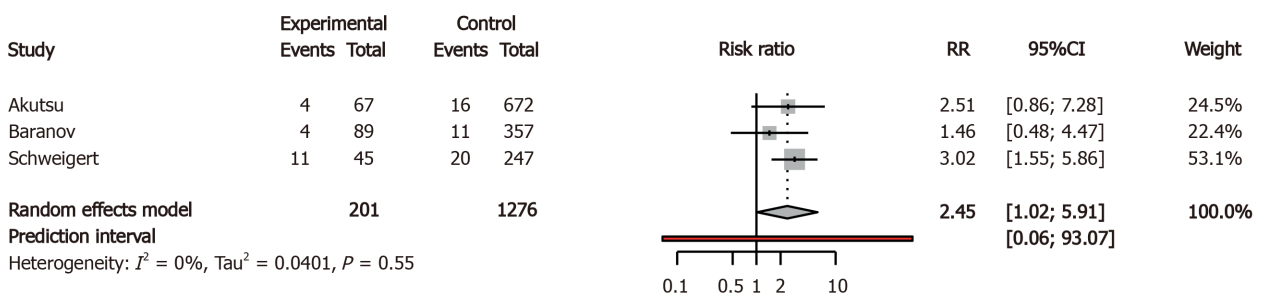 Experimental Control
Study Events Total Events Total Risk ratio RR 95%CI Weight
Akutsu 4 67 16 672 2.51 [0.86; 7.28] 24.5%
Baranov 4 89 11 357 1.46 [0.48; 4.47] 22.4%
Schweigert 11 45 20 247 3.02 [1.55; 5.86] 53.1%
Random effects model 201 1276 2.45 [1.02; 5.91] 100.0%
Prediction interval [0.06; 93.07]
Heterogeneity: I² = 0%, Tau² = 0.0401, P = 0.55
0.1 0.5 1 2 10